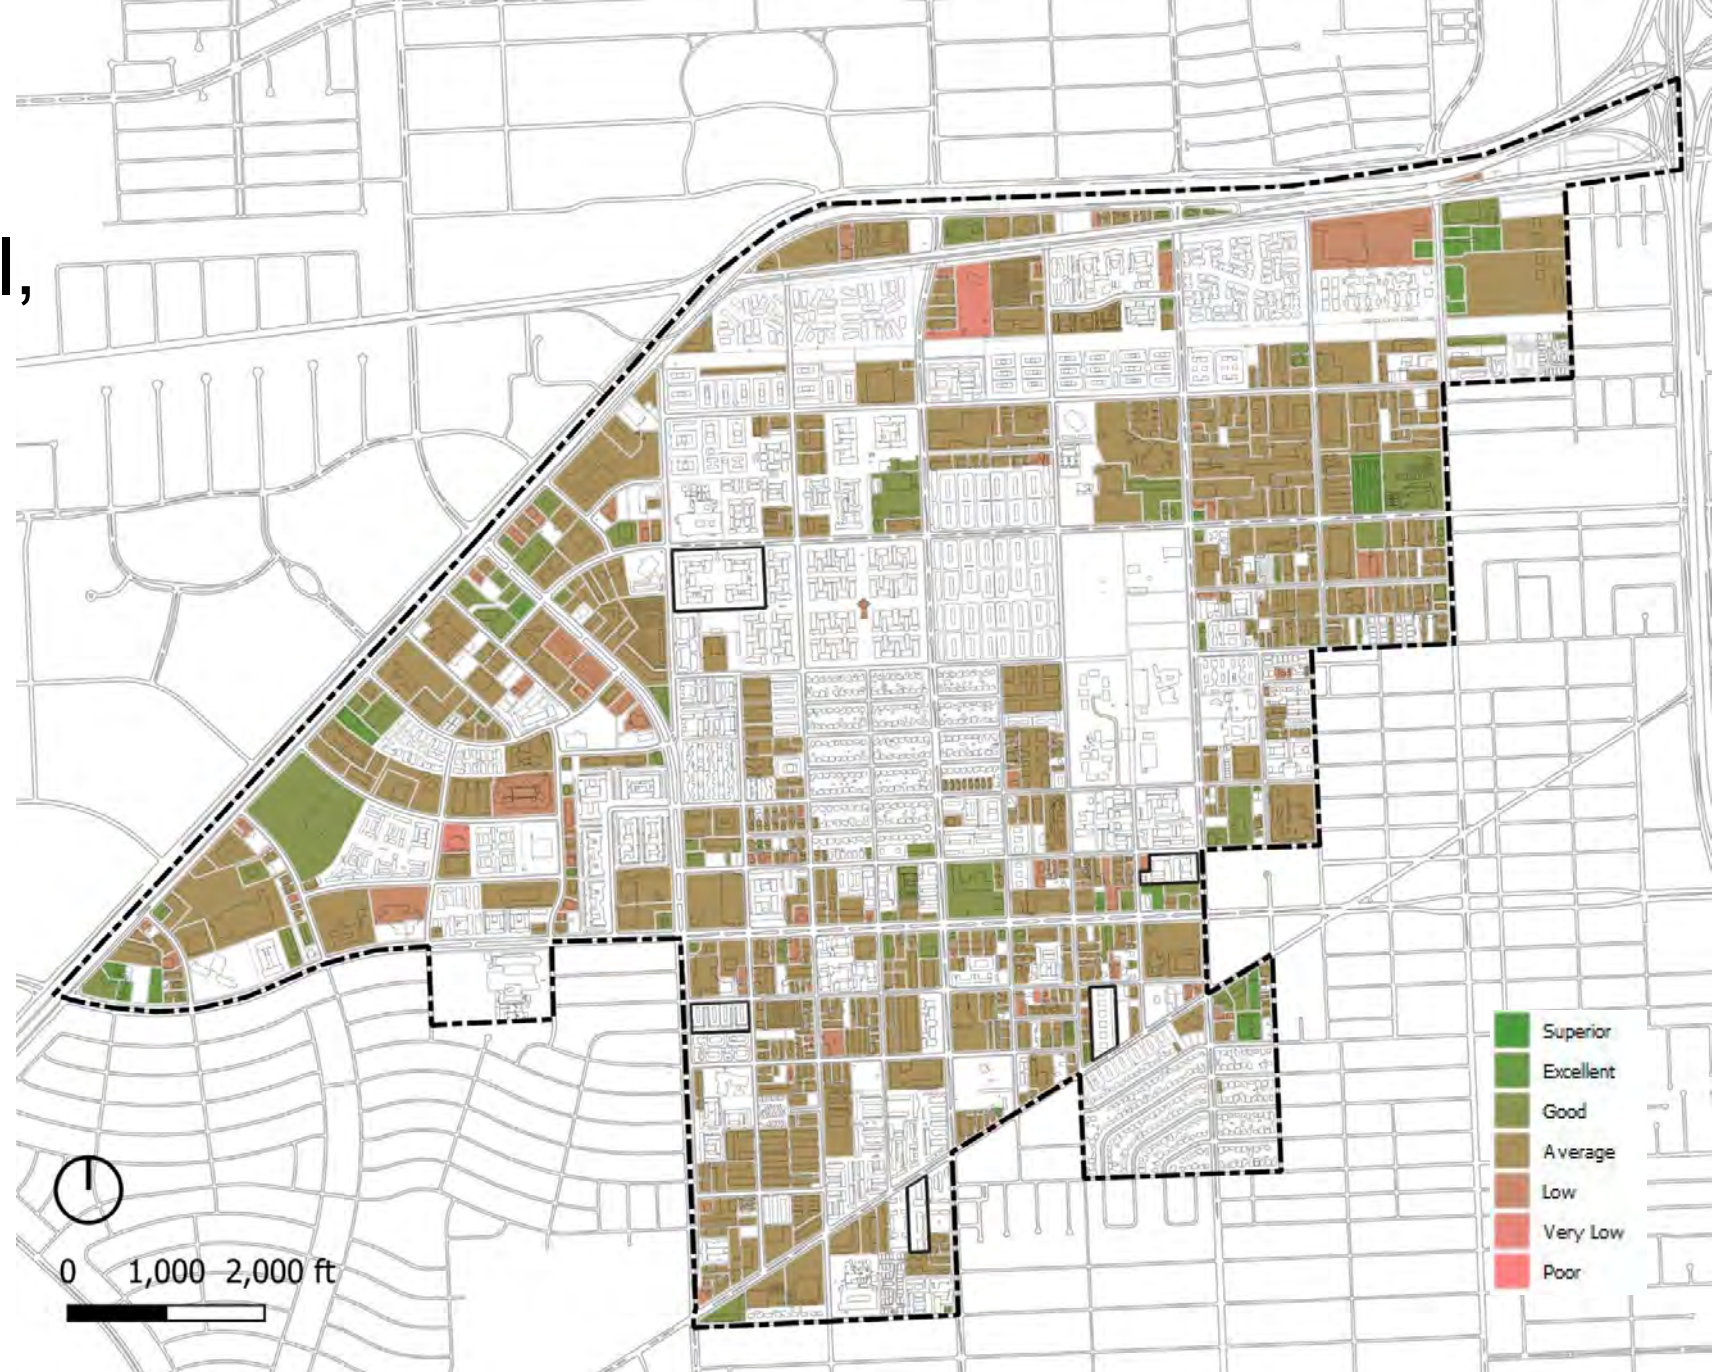 l,
Superior
Excellent
Good
Average
Low
Very Low
Poor
0 1,000 2,000 ft